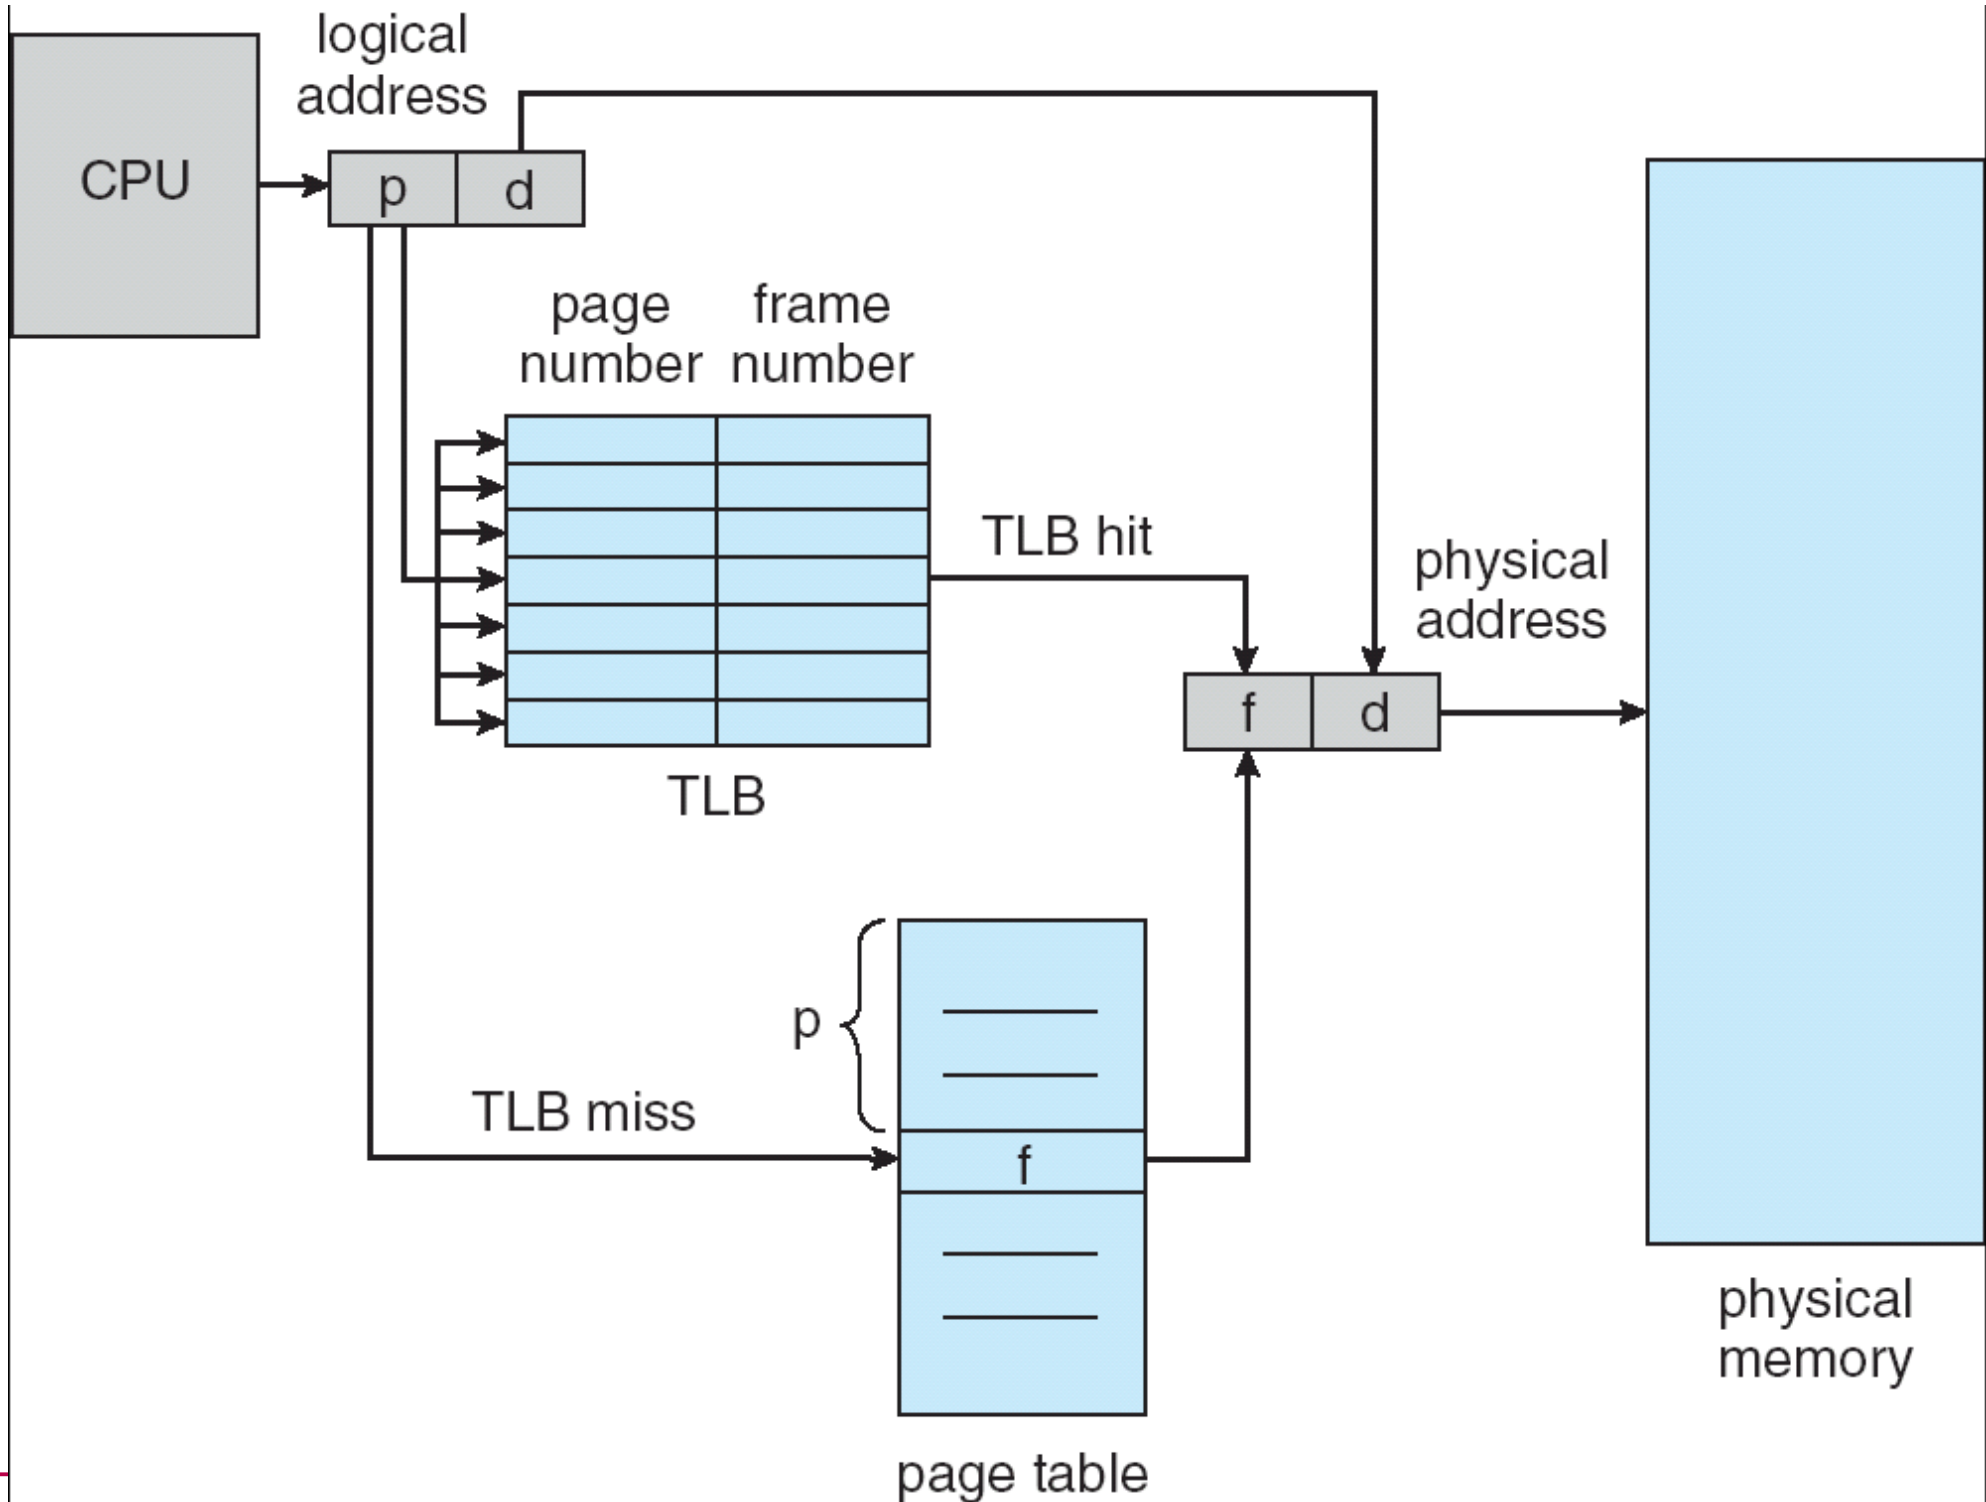 logical
address
CPU
p
d
page
number
frame
number
TLB hit
physical
address
f
d
TLB
p
TLB miss
f
physical
memory
page table